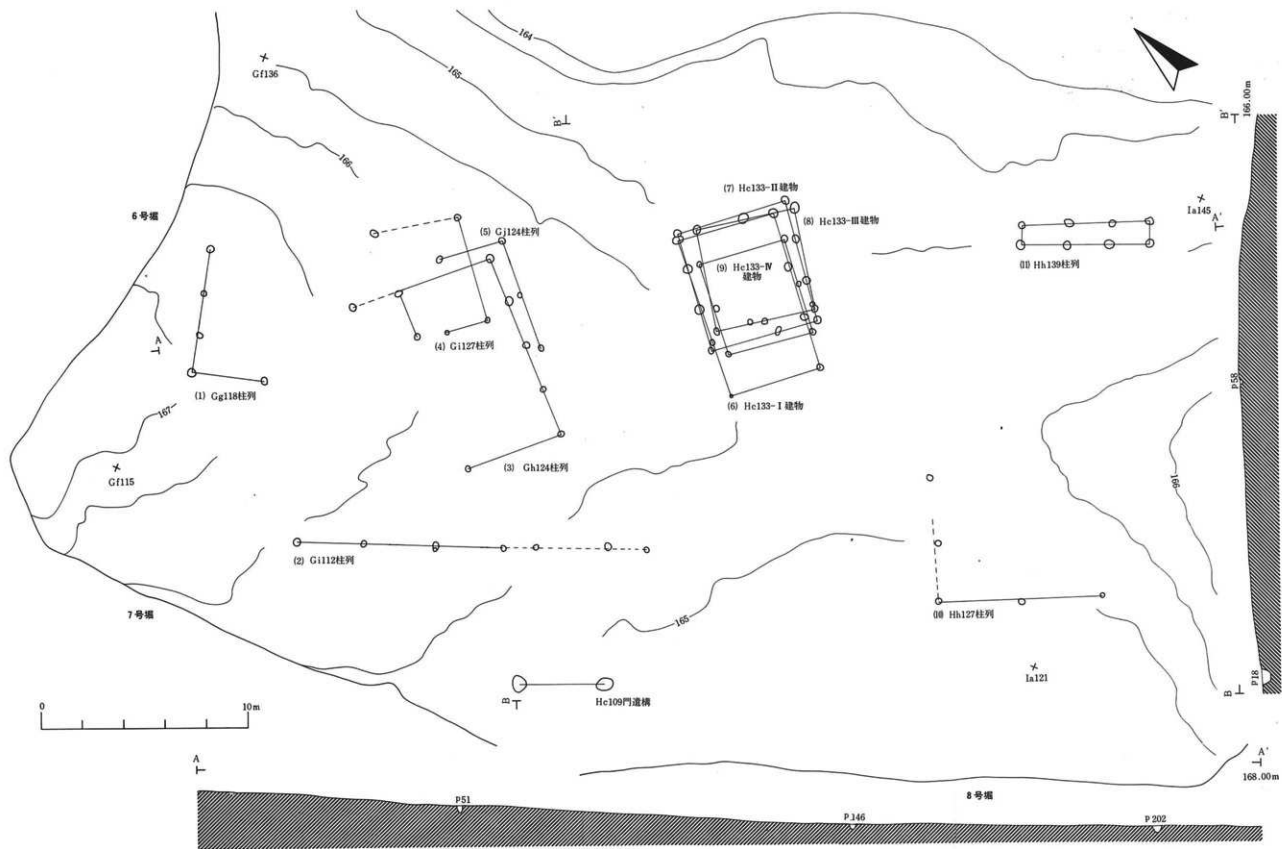 164
165
166
Gf136
B'
B'
166.00m
6号堀
(7) Hc133-Ⅱ建物
(8) Hc133-Ⅲ建物
Ia145
A'
(5) Gj124柱列
(9) Hc133-Ⅳ
建物
(11) Hh139柱列
(4) Gi127柱列
A
(1) Gg118柱列
P58
(6) Hc133-Ⅰ建物
167
(3) Gh124柱列
Gf115
166
(2) Gi112柱列
7号堀
165
(10) Hh127柱列
Ia121
P18
B
B
Hc109門遺構
0
10m
A
A'
168.00m
8号堀
P51
P.146
P202